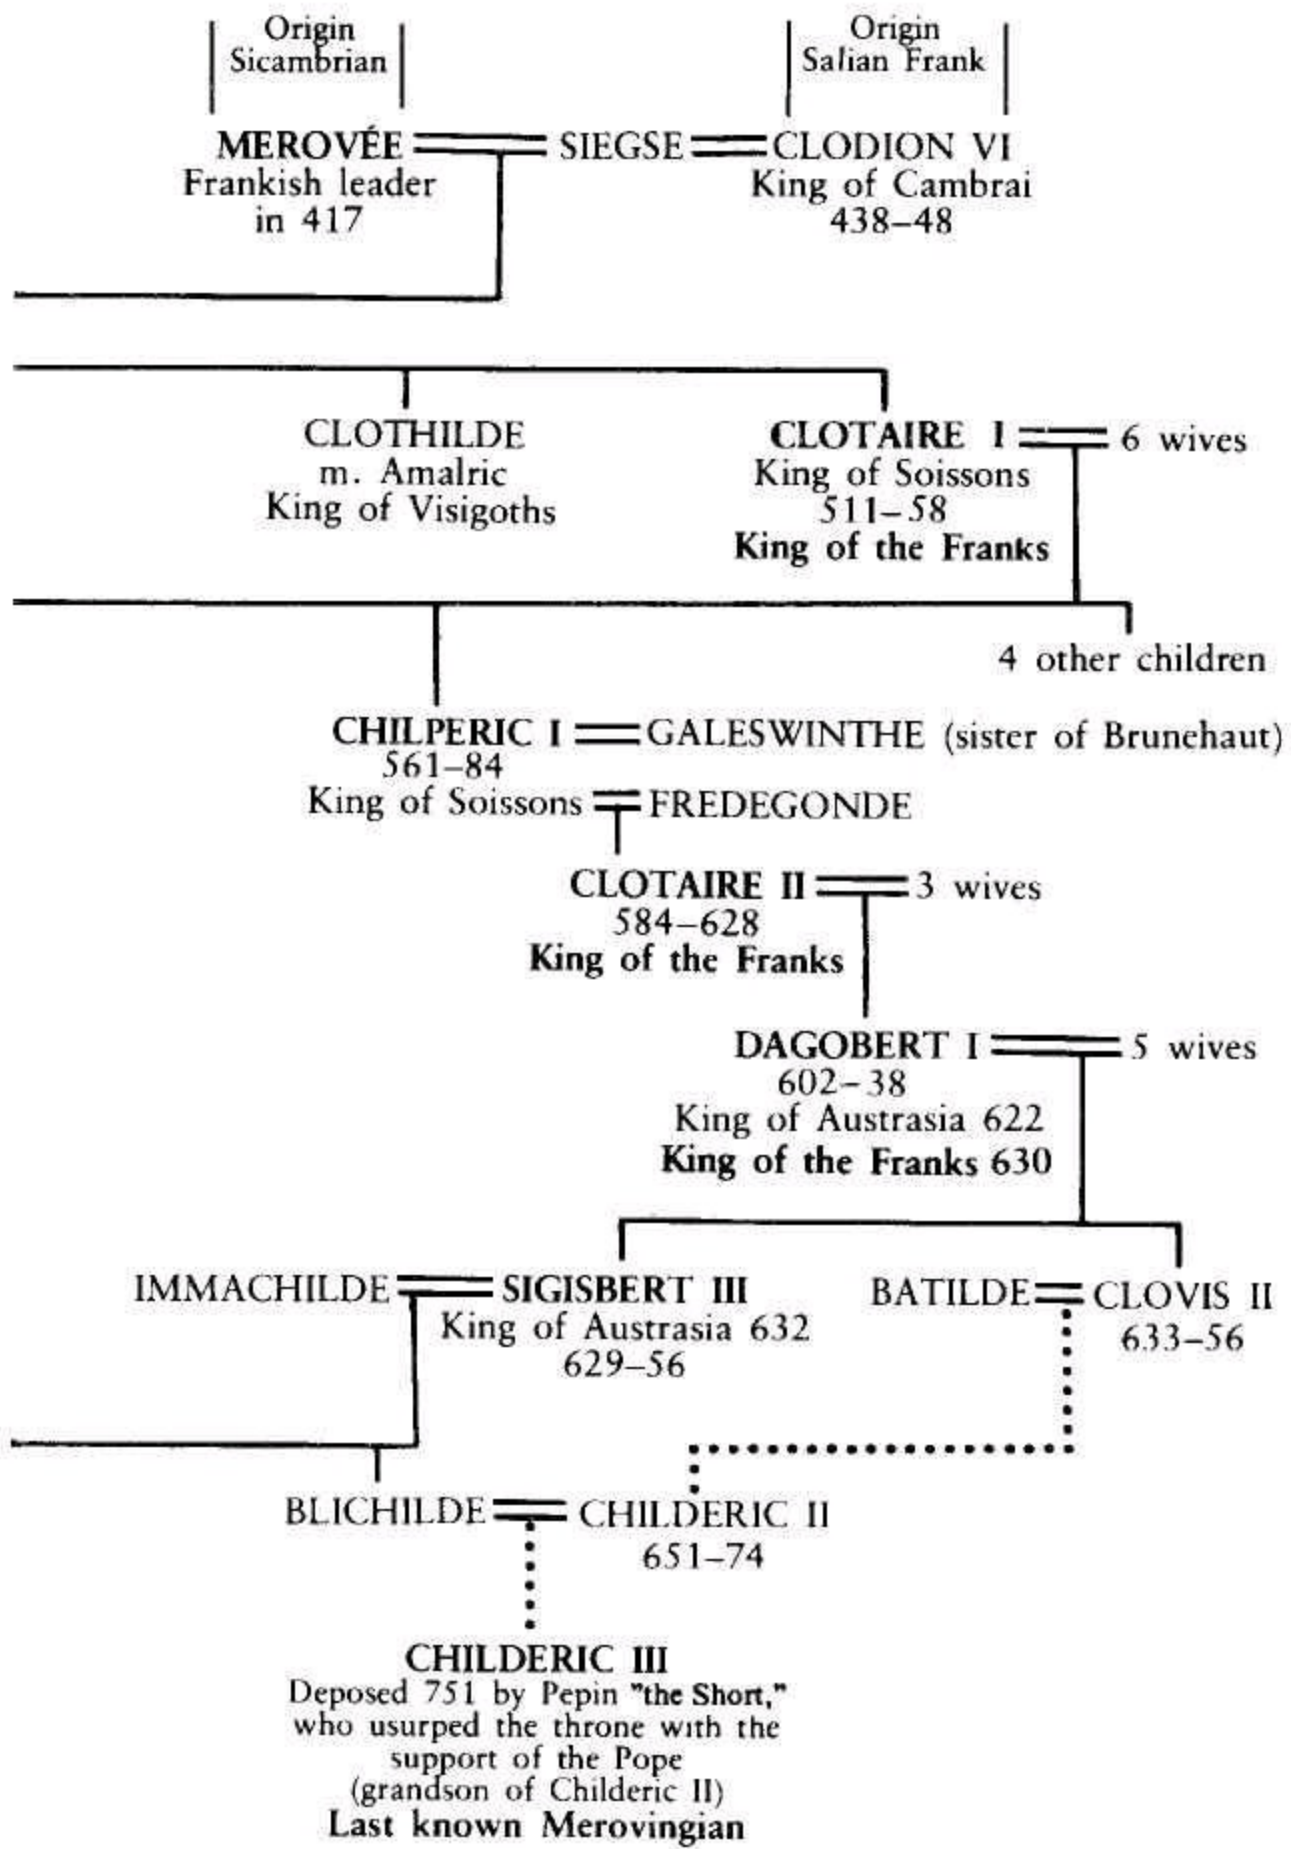 Origin
Sicambrian
Origin
Salian Frank
MEROVÉE SIEGSE CLODION VI
Frankish leader
in 417
King of Cambrai
438–48
CLOTHILDE
m. Amalric
King of Visigoths
CLOTAIRE I 6 wives
King of Soissons
511–58
King of the Franks
4 other children
CHILPERIC I GALESWINTHE (sister of Brunehaut)
561–84
King of Soissons FREDEGONDE
CLOTAIRE II 3 wives
584–628
King of the Franks
DAGOBERT I 5 wives
602–38
King of Austrasia 622
King of the Franks 630
IMMACHILDE SIGISBERT III
King of Austrasia 632
629–56
BATILDE CLOVIS II
633–56
BLICHILDE CHILDERIC II
651–74
CHILDERIC III
Deposed 751 by Pepin "the Short,"
who usurped the throne with the
support of the Pope
(grandson of Childeric II)
Last known Merovingian